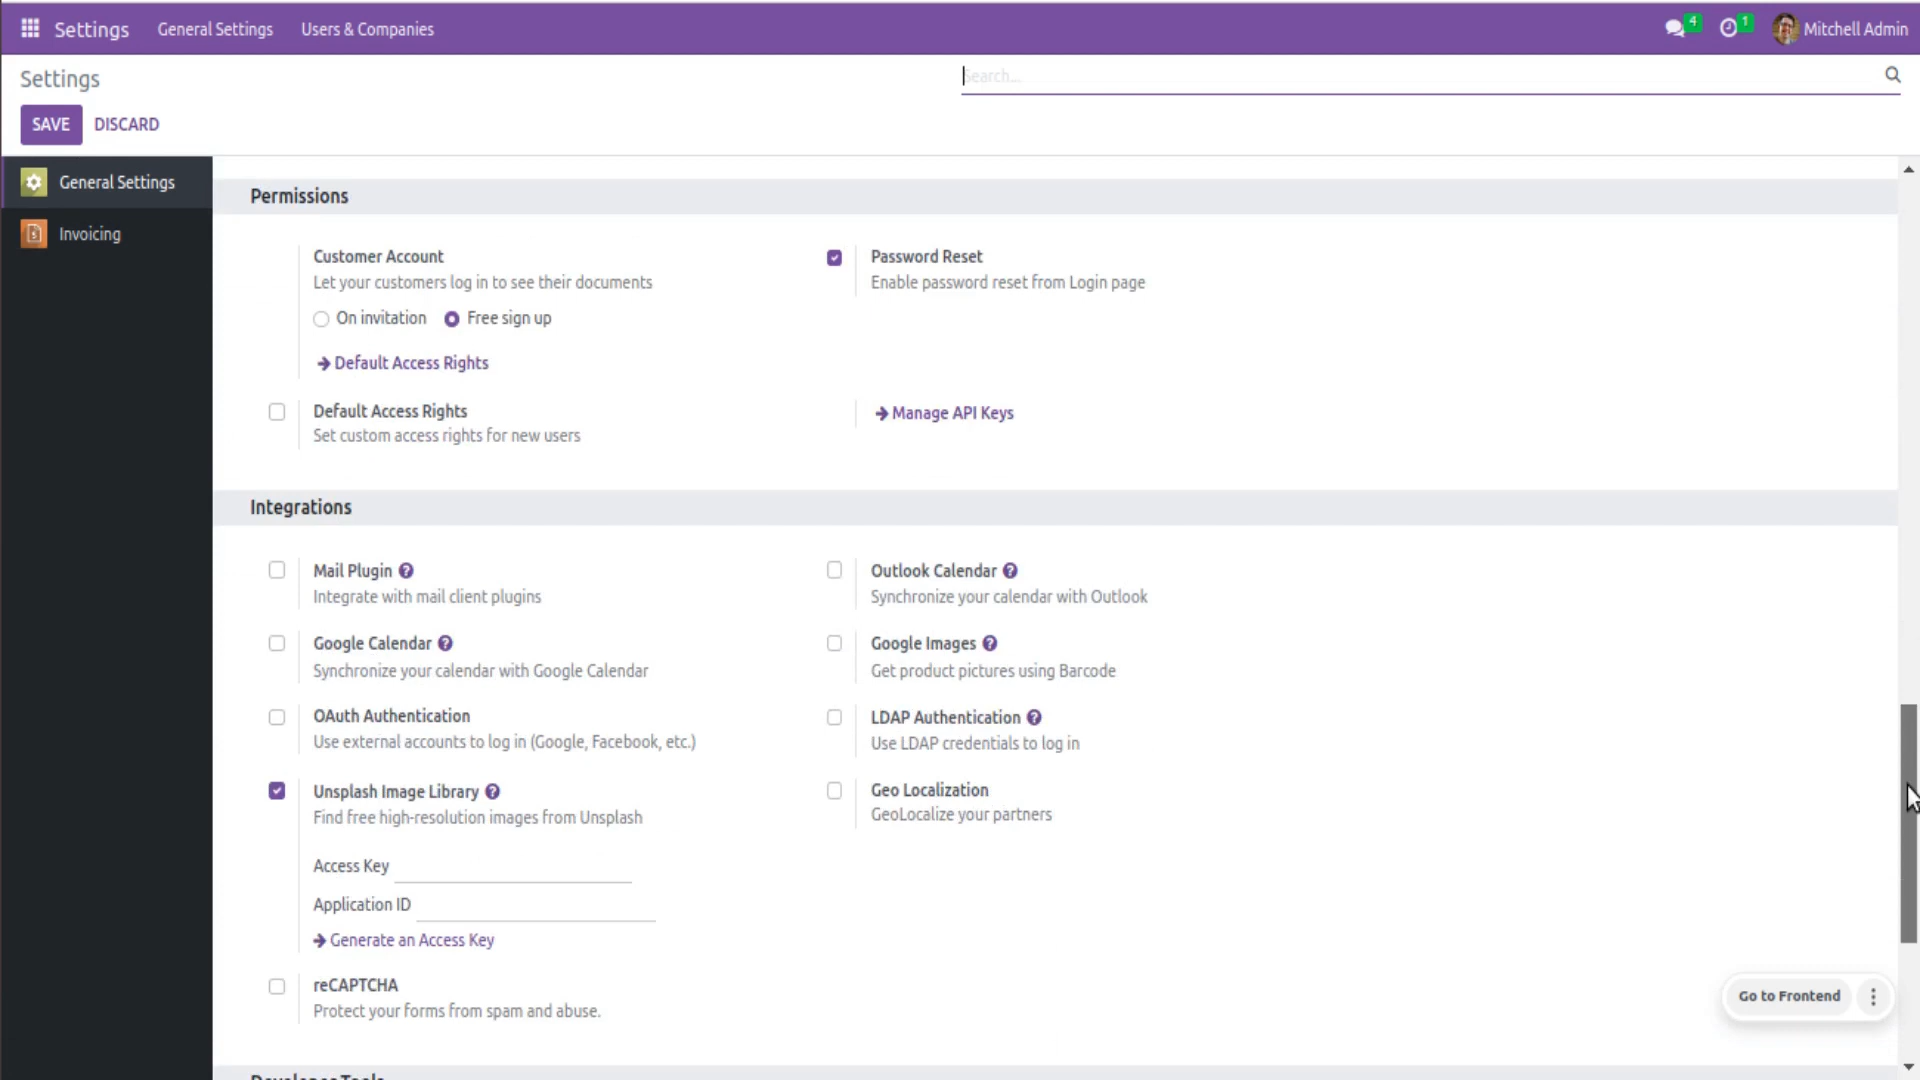 Settings
General Settings
Users & Companies
4
1
Mitchell Admin
Settings
Search...
SAVE
DISCARD
General Settings
Invoicing
Permissions
Customer Account
Let your customers log in to see their documents
On invitation
Free sign up
Default Access Rights
Password Reset
Enable password reset from Login page
Default Access Rights
Set custom access rights for new users
Manage API Keys
Integrations
Mail Plugin
Integrate with mail client plugins
Outlook Calendar
Synchronize your calendar with Outlook
Google Calendar
Synchronize your calendar with Google Calendar
Google Images
Get product pictures using Barcode
OAuth Authentication
Use external accounts to log in (Google, Facebook, etc.)
LDAP Authentication
Use LDAP credentials to log in
Unsplash Image Library
Find free high-resolution images from Unsplash
Access Key
Application ID
Generate an Access Key
Geo Localization
GeoLocalize your partners
reCAPTCHA
Protect your forms from spam and abuse.
Go to Frontend
Developer Tools